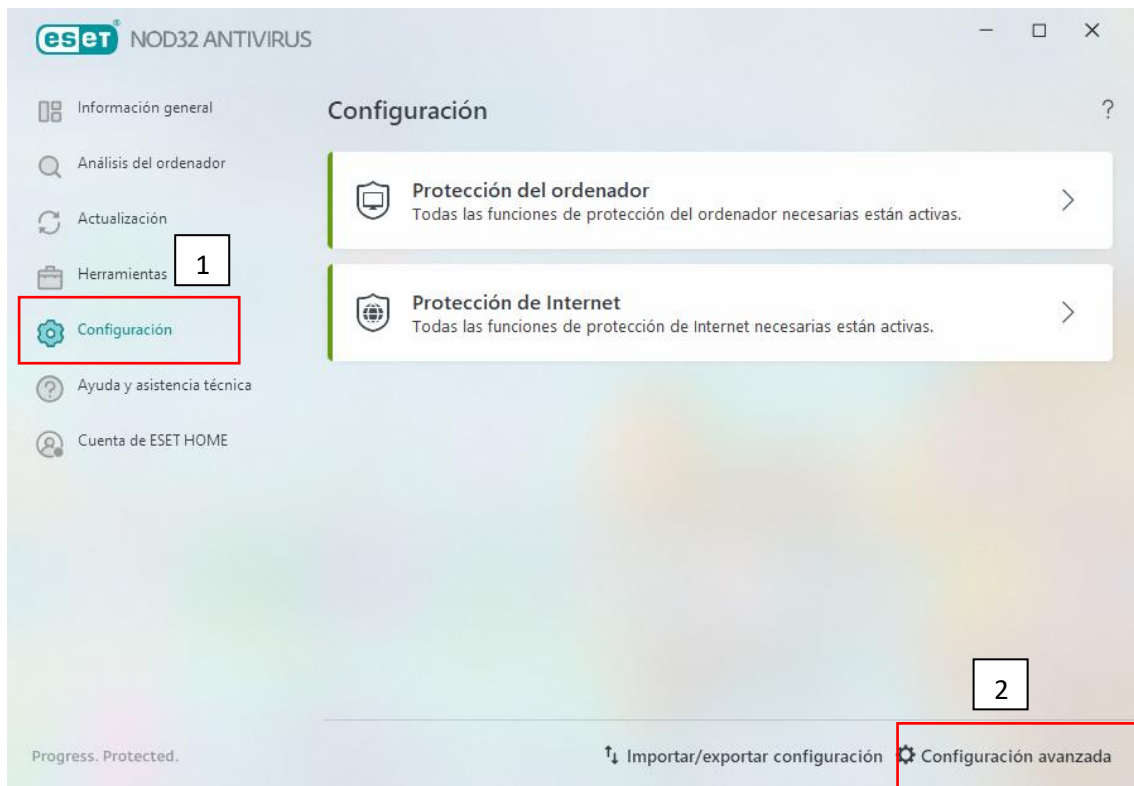 eset® NOD32 ANTIVIRUS
Información general
Análisis del ordenador
Actualización
Herramientas
1
Configuración
Ayuda y asistencia técnica
Cuenta de ESET HOME
Configuración
?
Protección del ordenador
Todas las funciones de protección del ordenador necesarias están activas.
Protección de Internet
Todas las funciones de protección de Internet necesarias están activas.
2
Progress. Protected.
Importar/exportar configuración
Configuración avanzada